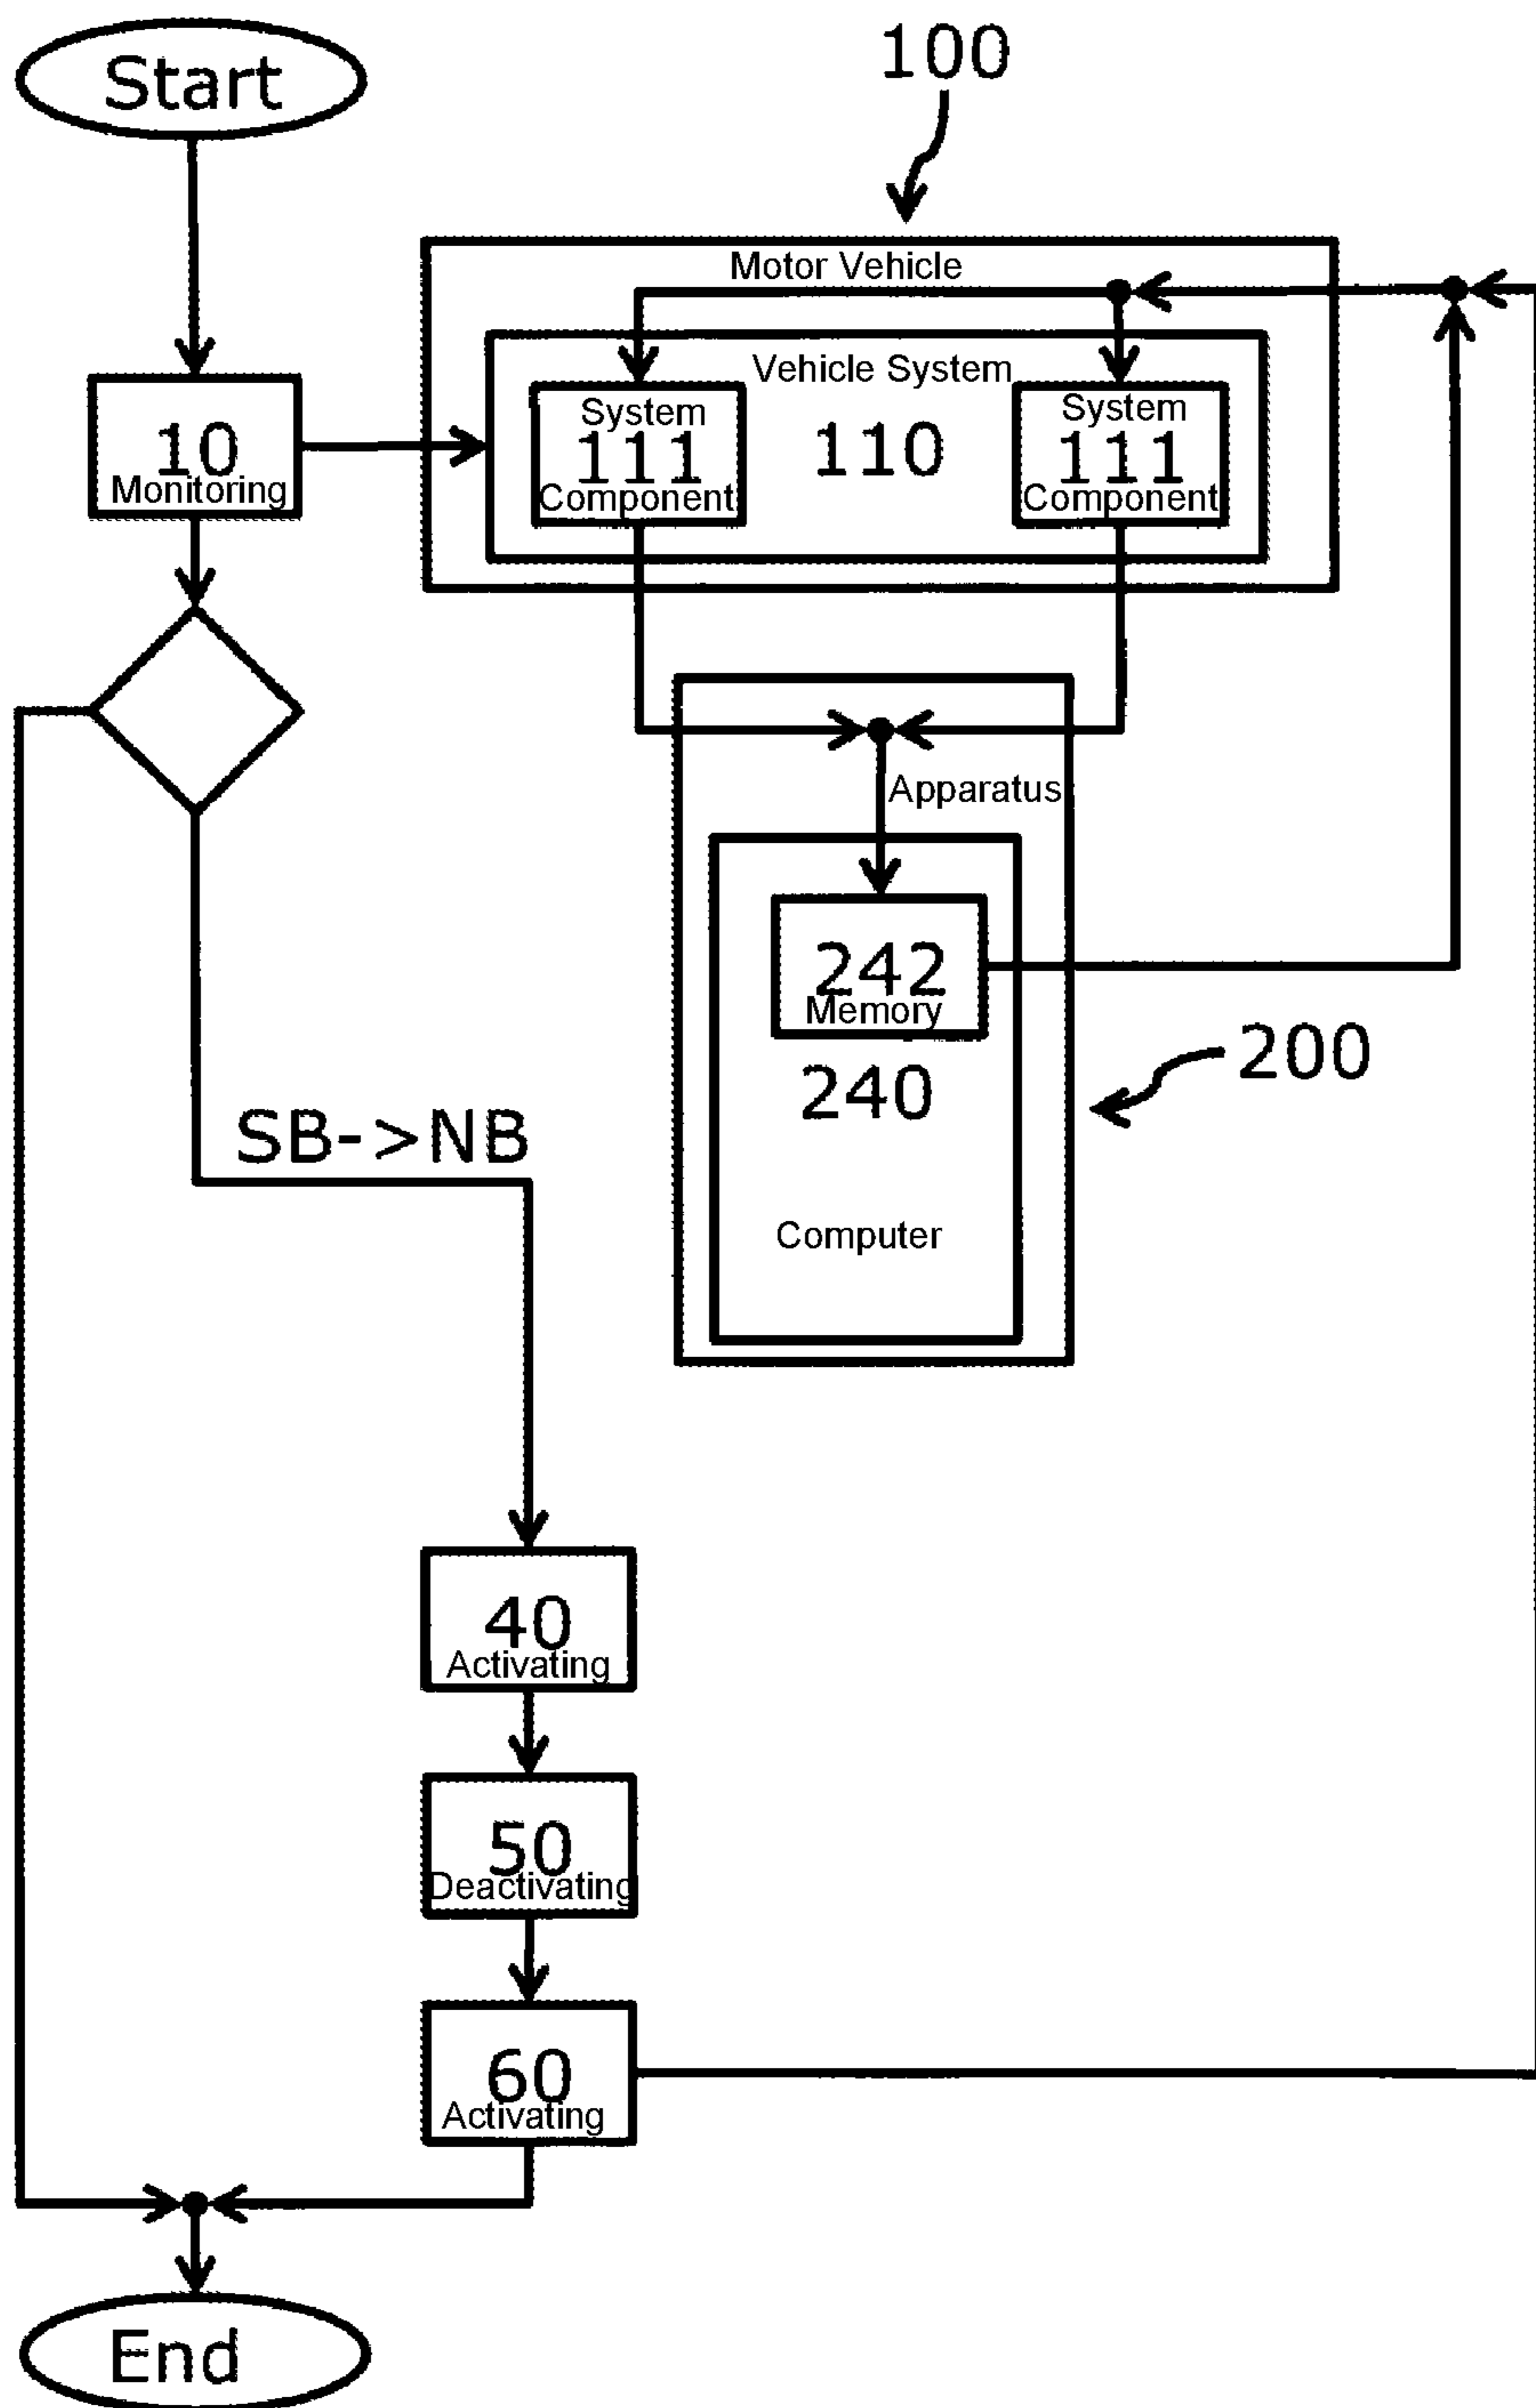 Start
100
Motor Vehicle
Vehicle System
System
111
Component
110
System
111
Component
10
Monitoring
Apparatus
242
Memory
240
200
Computer
SB->NB
40
Activating
50
Deactivating
60
Activating
End